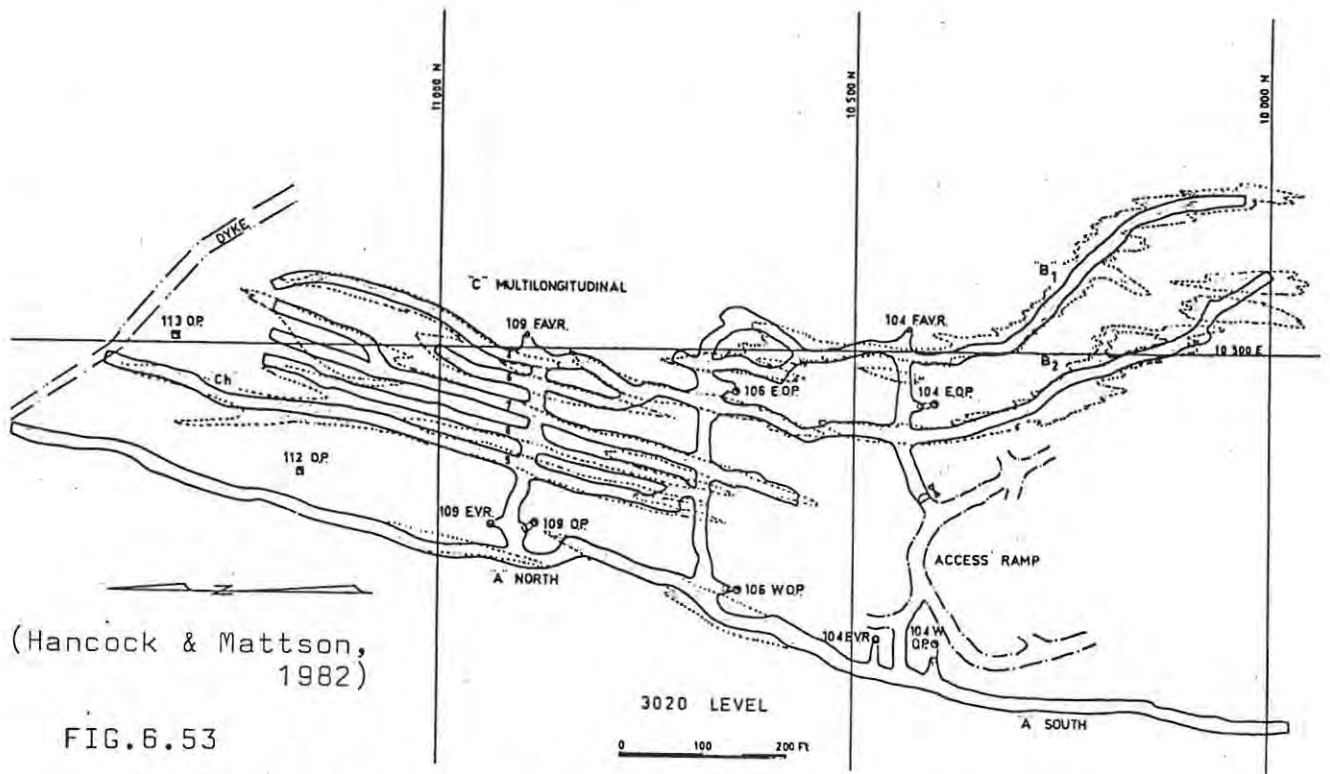 11 000 N
10 500 N
10 000 N
DYKE
"B"1
"C" MULTILONGITUDINAL
113 O.P.
109 F.A.V.R.
104 F.A.V.R.
10 300 E
B2
"Ch"
106 E.O.P.
104 E.O.P.
112 O.P.
109 E.V.R.
109 O.P.
ACCESS RAMP
"A" NORTH
106 W.O.P.
N
104 E.V.R.
104 W.
O.P.
(Hancock & Mattson,
1982)
3020 LEVEL
"A" SOUTH
FIG.6.53
0 100 200 Ft